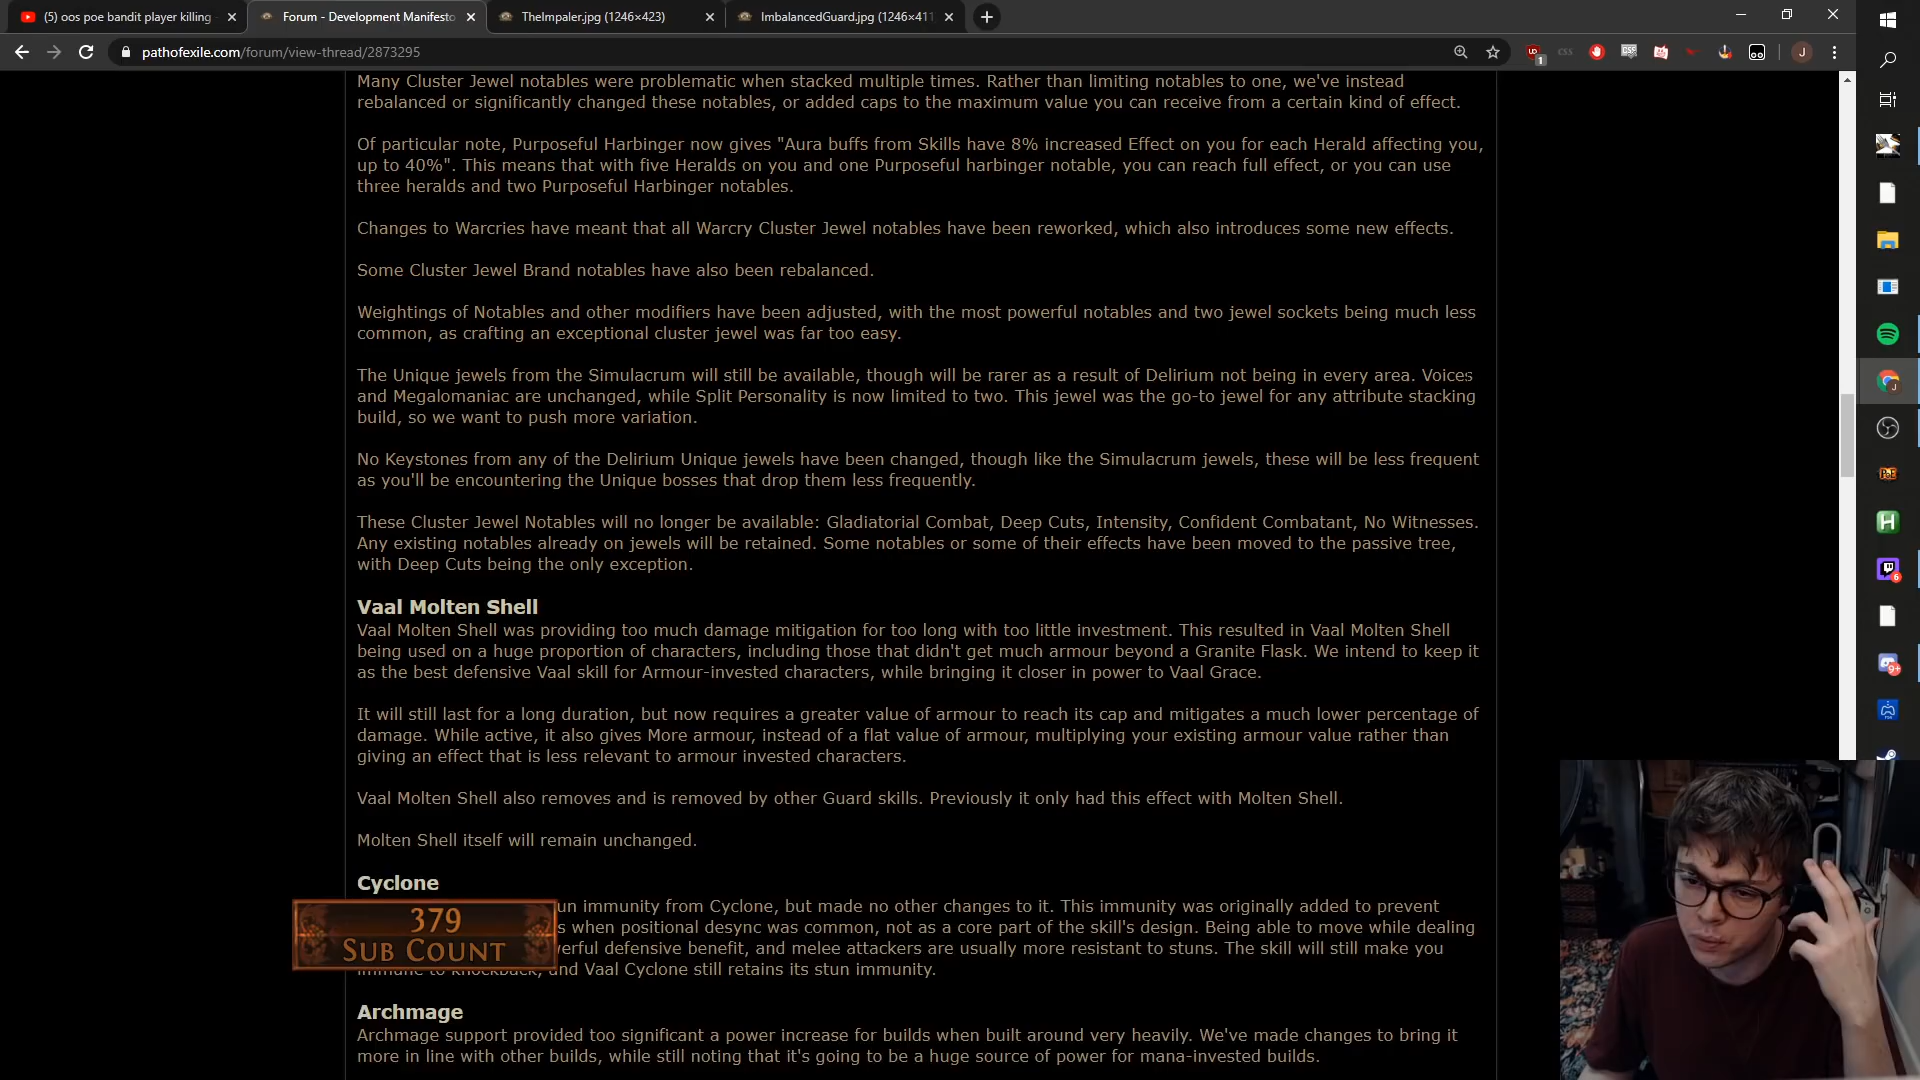 (5) oos poe bandit player killing
Forum - Development Manifesto
TheImpaler.jpg (1246×423)
ImbalancedGuard.jpg (1246×411
pathofexile.com/forum/view-thread/2873295
Many Cluster Jewel notables were problematic when stacked multiple times. Rather than limiting notables to one, we've instead
rebalanced or significantly changed these notables, or added caps to the maximum value you can receive from a certain kind of effect.
Of particular note, Purposeful Harbinger now gives "Aura buffs from Skills have 8% increased Effect on you for each Herald affecting you,
up to 40%". This means that with five Heralds on you and one Purposeful harbinger notable, you can reach full effect, or you can use
three heralds and two Purposeful Harbinger notables.
Changes to Warcries have meant that all Warcry Cluster Jewel notables have been reworked, which also introduces some new effects.
Some Cluster Jewel Brand notables have also been rebalanced.
Weightings of Notables and other modifiers have been adjusted, with the most powerful notables and two jewel sockets being much less
common, as crafting an exceptional cluster jewel was far too easy.
The Unique jewels from the Simulacrum will still be available, though will be rarer as a result of Delirium not being in every area. Voices
and Megalomaniac are unchanged, while Split Personality is now limited to two. This jewel was the go-to jewel for any attribute stacking
build, so we want to push more variation.
No Keystones from any of the Delirium Unique jewels have been changed, though like the Simulacrum jewels, these will be less frequent
as you'll be encountering the Unique bosses that drop them less frequently.
These Cluster Jewel Notables will no longer be available: Gladiatorial Combat, Deep Cuts, Intensity, Confident Combatant, No Witnesses.
Any existing notables already on jewels will be retained. Some notables or some of their effects have been moved to the passive tree,
with Deep Cuts being the only exception.
Vaal Molten Shell
Vaal Molten Shell was providing too much damage mitigation for too long with too little investment. This resulted in Vaal Molten Shell
being used on a huge proportion of characters, including those that didn't get much armour beyond a Granite Flask. We intend to keep it
as the best defensive Vaal skill for Armour-invested characters, while bringing it closer in power to Vaal Grace.
It will still last for a long duration, but now requires a greater value of armour to reach its cap and mitigates a much lower percentage of
damage. While active, it also gives More armour, instead of a flat value of armour, multiplying your existing armour value rather than
giving an effect that is less relevant to armour invested characters.
Vaal Molten Shell also removes and is removed by other Guard skills. Previously it only had this effect with Molten Shell.
Molten Shell itself will remain unchanged.
Cyclone
un immunity from Cyclone, but made no other changes to it. This immunity was originally added to prevent
s when positional desync was common, not as a core part of the skill's design. Being able to move while dealing
werful defensive benefit, and melee attackers are usually more resistant to stuns. The skill will still make you
immune to knockback, and Vaal Cyclone still retains its stun immunity.
379
SUB COUNT
Archmage
Archmage support provided too significant a power increase for builds when built around very heavily. We've made changes to bring it
more in line with other builds, while still noting that it's going to be a huge source of power for mana-invested builds.